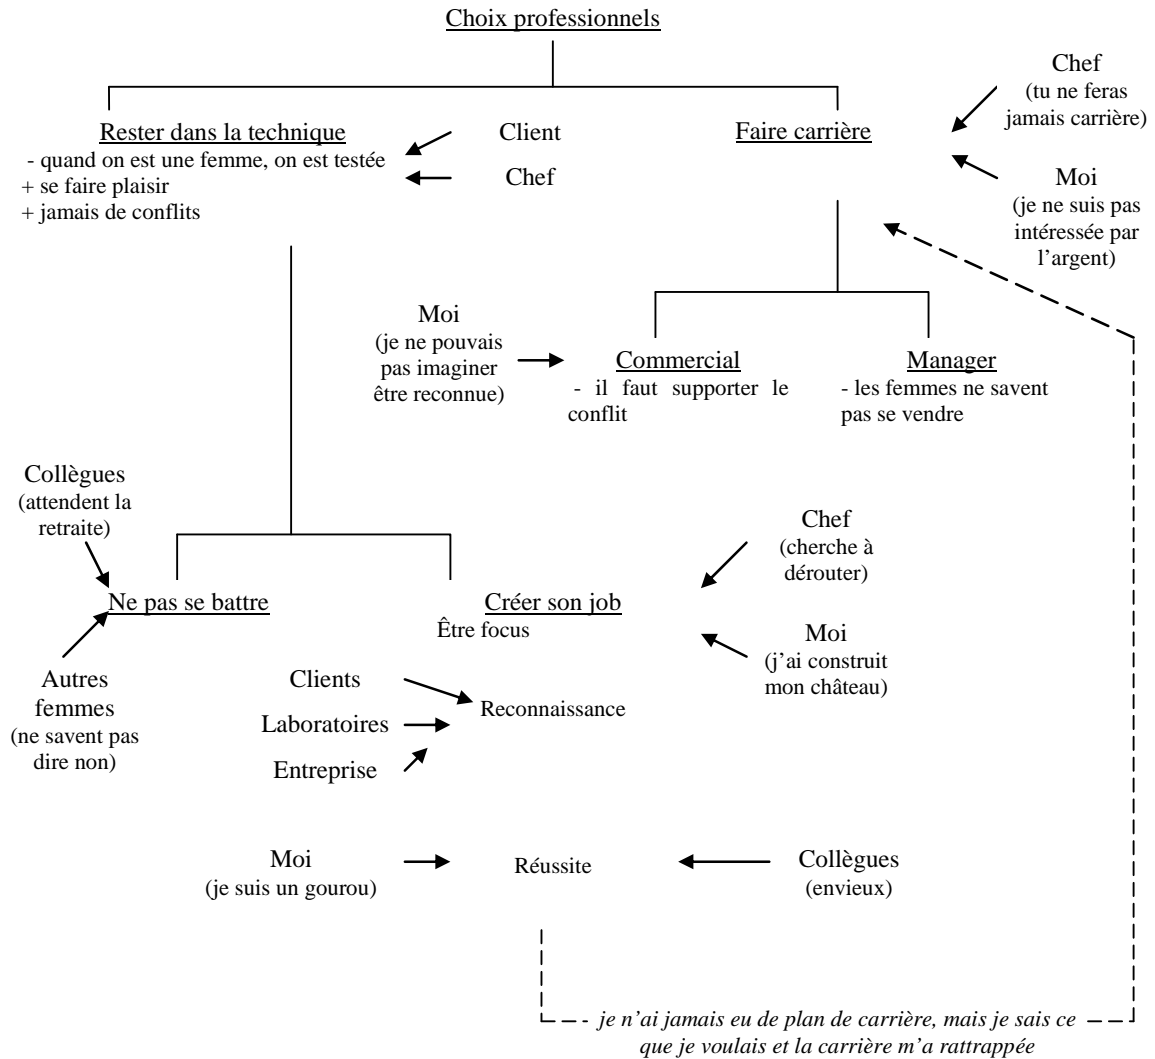 Choix professionnels
Chef
(tu ne feras
jamais carrière)
Rester dans la technique
- quand on est une femme, on est testée
+ se faire plaisir
+ jamais de conflits
Client
Chef
Faire carrière
Moi
(je ne suis pas
intéressée par
l’argent)
Moi
(je ne pouvais
pas imaginer
être reconnue)
Commercial
- il faut supporter le
conflit
Manager
- les femmes ne savent
pas se vendre
Collègues
(attendent la
retraite)
Chef
(cherche à
dérouter)
Ne pas se battre
Créer son job
Être focus
Moi
(j’ai construit
mon château)
Autres
femmes
(ne savent pas
dire non)
Clients
Laboratoires
Entreprise
Reconnaissance
Moi
(je suis un gourou)
Réussite
Collègues
(envieux)
je n’ai jamais eu de plan de carrière, mais je sais ce
que je voulais et la carrière m’a rattrappée